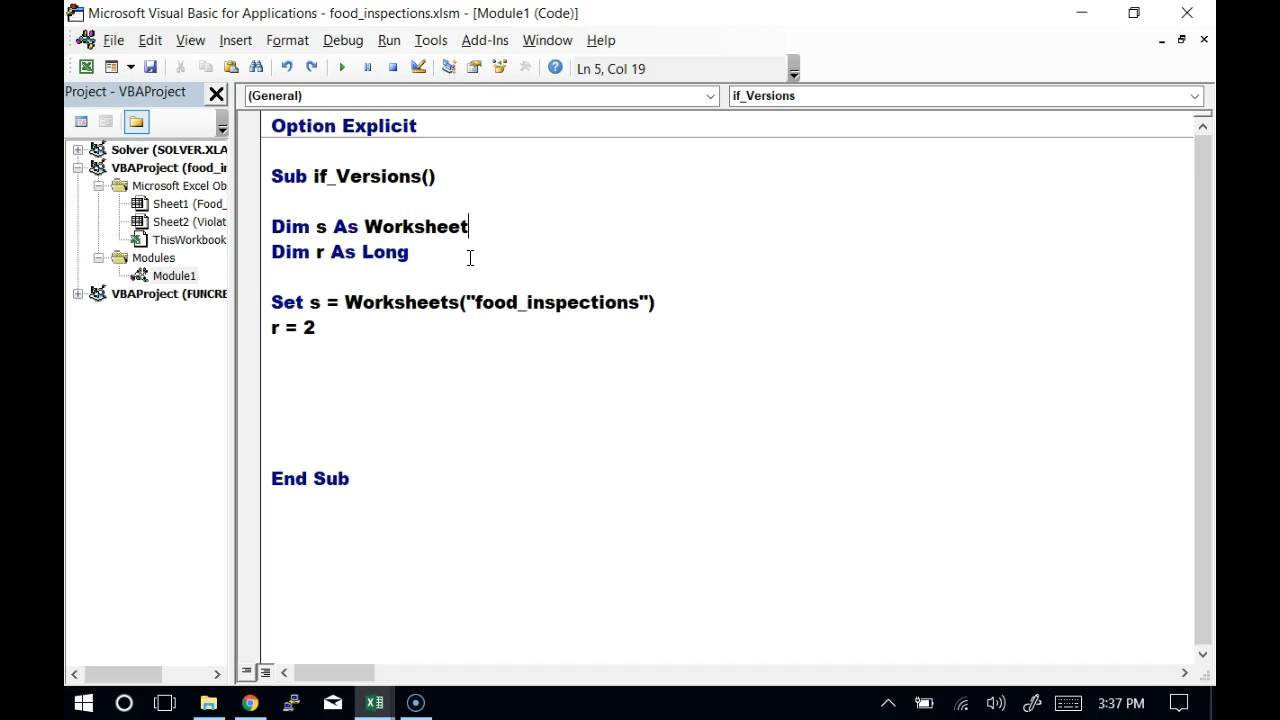 Microsoft Visual Basic for Applications - food_inspections.xlsm - [Module1 (Code)]
File Edit View Insert Format Debug Run Tools Add-Ins Window Help
Ln 5, Col 19
Project - VBAProject
(General) if_Versions
Solver (SOLVER.XLA
VBAProject (food_ir
Microsoft Excel Ob
Sheet1 (Food_
Sheet2 (Violat
ThisWorkbook
Modules
Module1
VBAProject (FUNCRE
Option Explicit
Sub if_Versions()
Dim s As Worksheet
Dim r As Long
Set s = Worksheets("food_inspections")
r = 2
End Sub
3:37 PM